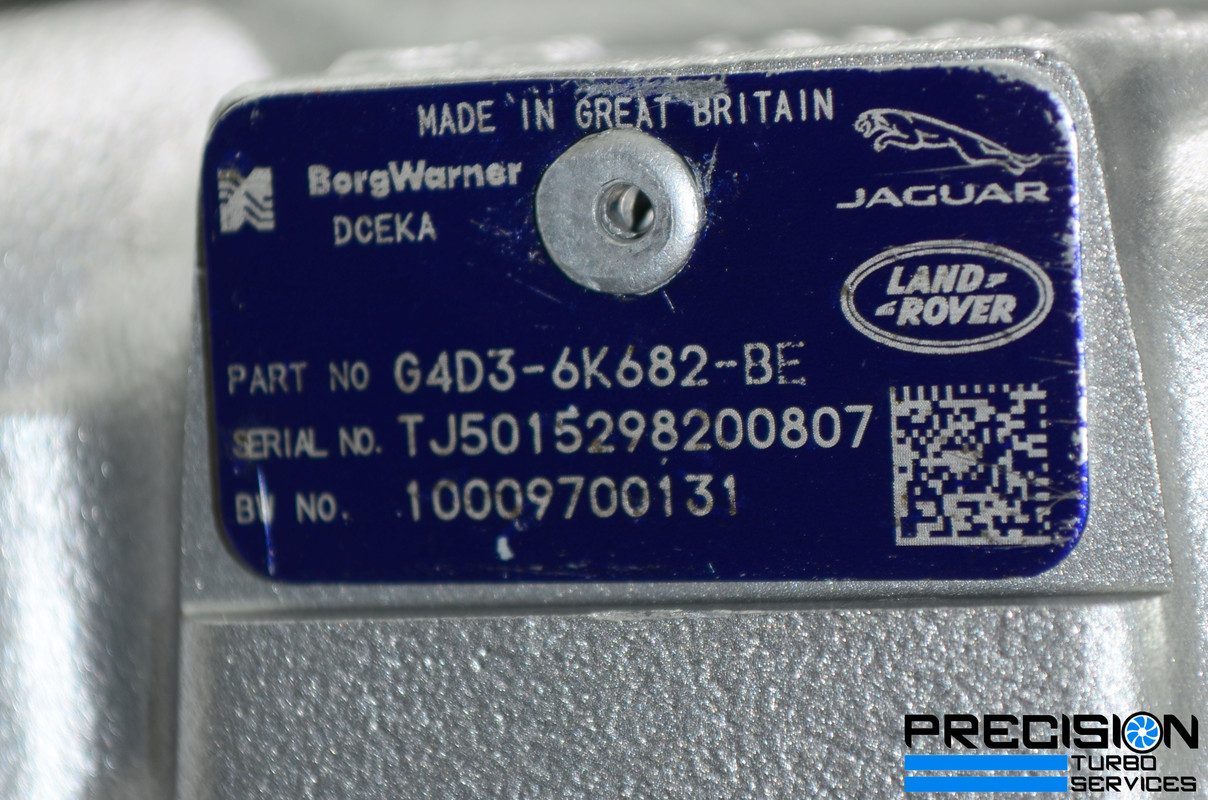 MADE IN GREAT BRITAIN
BorgWarner
DCEKA
JAGUAR
LAND
ROVER
PART NO G4D3-6K682-BE
SERIAL NO. TJ5015298200807
BW NO. 10009700131
PRECISION
TURBO
SERVICES